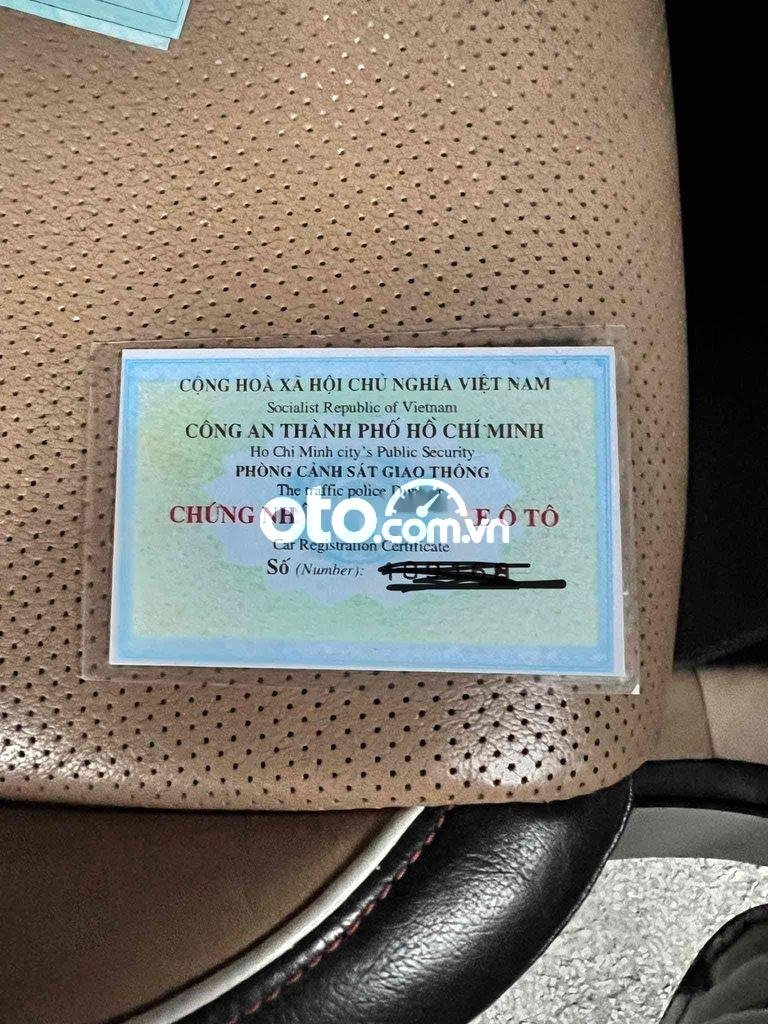 CỘNG HOÀ XÃ HỘI CHỦ NGHĨA VIỆT NAM
Socialist Republic of Vietnam
CÔNG AN THÀNH PHỐ HỒ CHÍ MINH
Ho Chi Minh city's Public Security
PHÒNG CẢNH SÁT GIAO THÔNG
The traffic police
CHỨNG Ô TÔ
oto.com.vn
Car Registration Certificate
Số (Number):